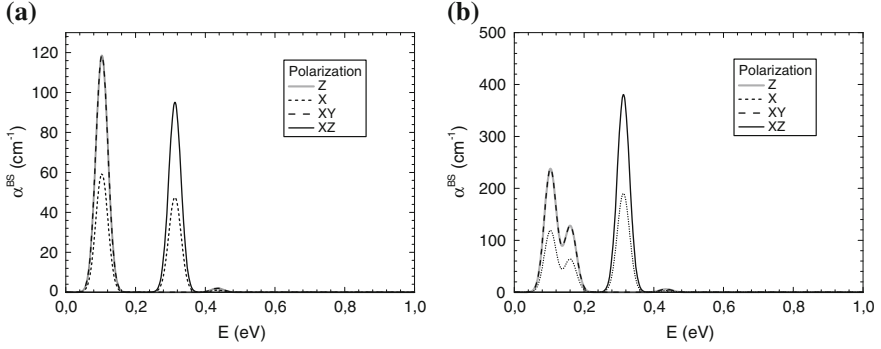 (a)
α^BS (cm^-1)
120
100
80
60
40
20
0
0,0 0,2 0,4 0,6 0,8 1,0
E (eV)
Polarization
Z
X
XY
XZ
(b)
α^BS (cm^-1)
500
400
300
200
100
0
0,0 0,2 0,4 0,6 0,8 1,0
E (eV)
Polarization
Z
X
XY
XZ